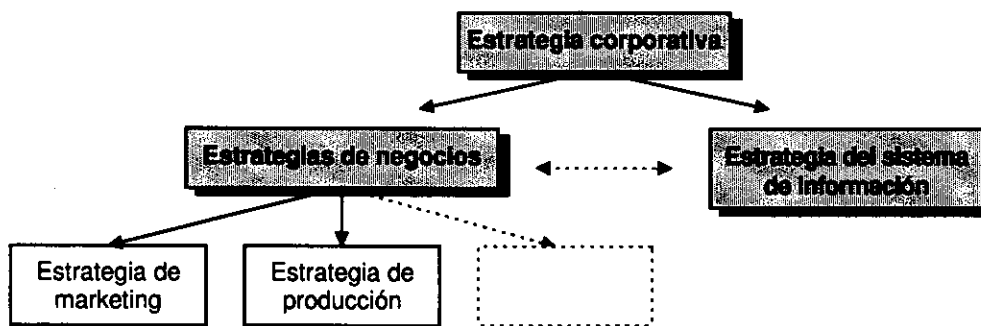 Estrategia corporativa
Estrategias de negocios
Estrategia del sistema
de información
Estrategia de
marketing
Estrategia de
producción